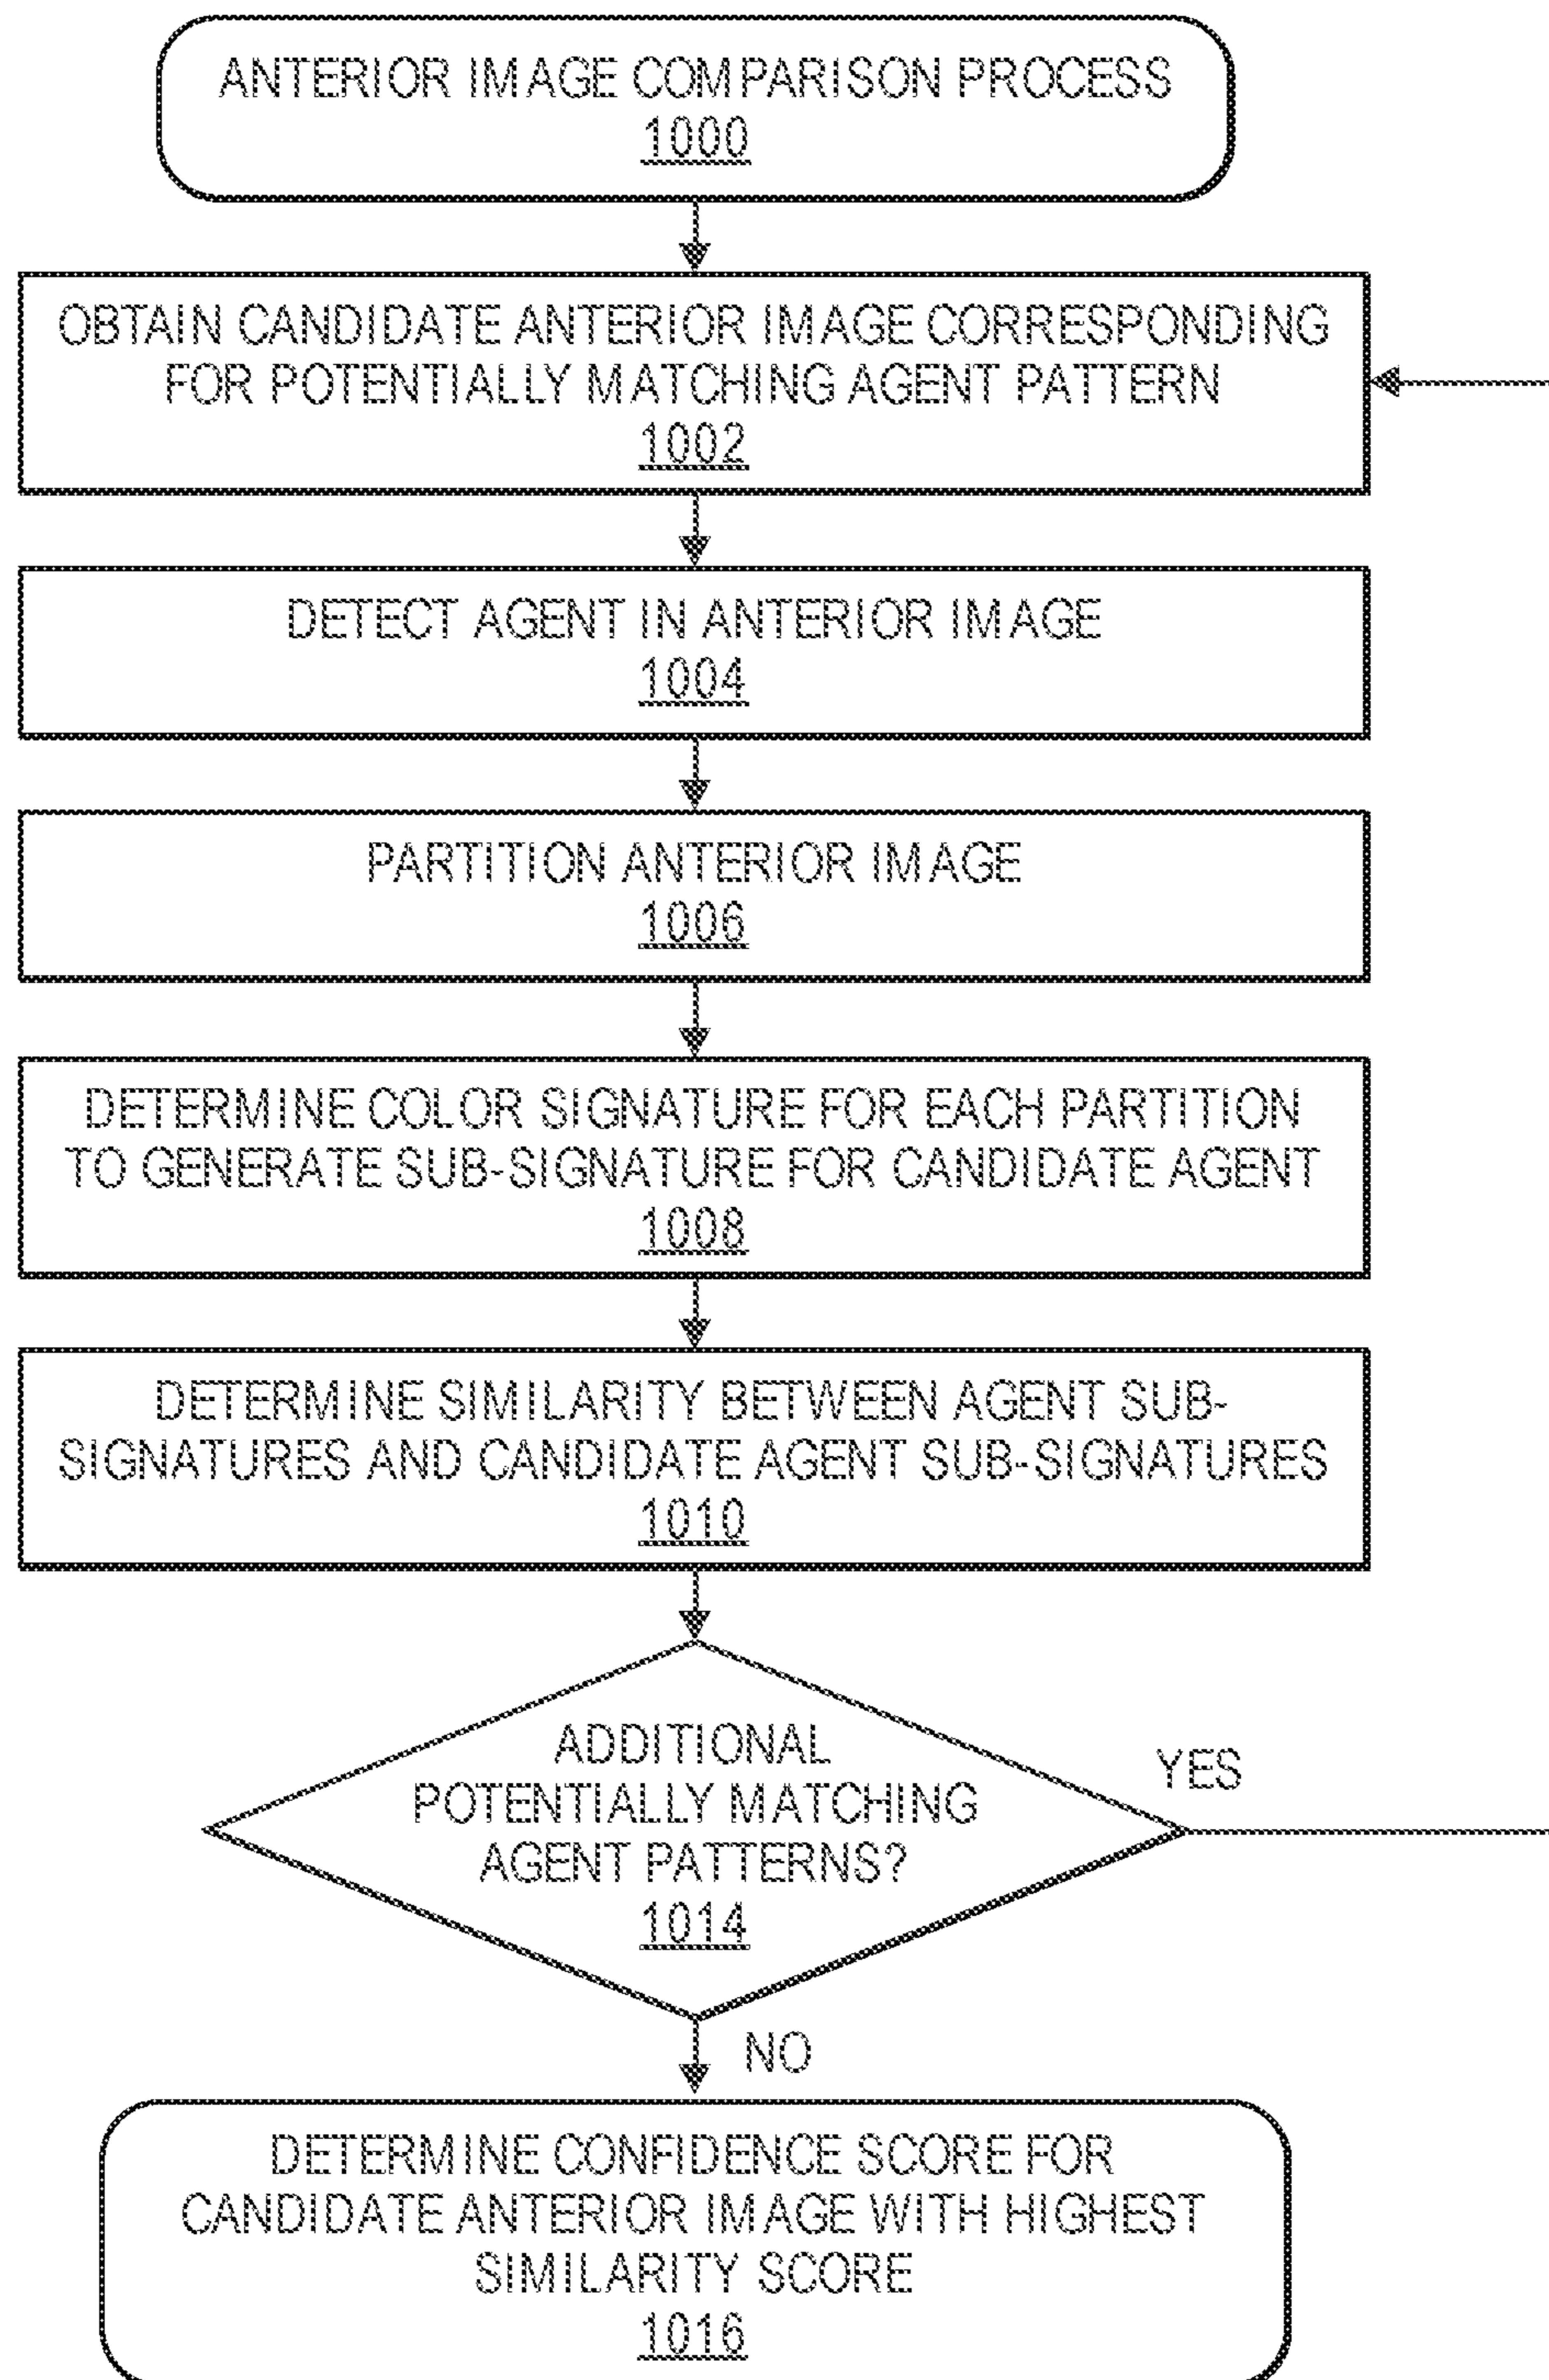 ANTERIOR IMAGE COMPARISON PROCESS
1000
OBTAIN CANDIDATE ANTERIOR IMAGE CORRESPONDING
FOR POTENTIALLY MATCHING AGENT PATTERN
1002
DETECT AGENT IN ANTERIOR IMAGE
1004
PARTITION ANTERIOR IMAGE
1006
DETERMINE COLOR SIGNATURE FOR EACH PARTITION
TO GENERATE SUB-SIGNATURE FOR CANDIDATE AGENT
1008
DETERMINE SIMILARITY BETWEEN AGENT SUB-
SIGNATURES AND CANDIDATE AGENT SUB-SIGNATURES
1010
ADDITIONAL
POTENTIALLY MATCHING
AGENT PATTERNS?
1014
YES
NO
DETERMINE CONFIDENCE SCORE FOR
CANDIDATE ANTERIOR IMAGE WITH HIGHEST
SIMILARITY SCORE
1016